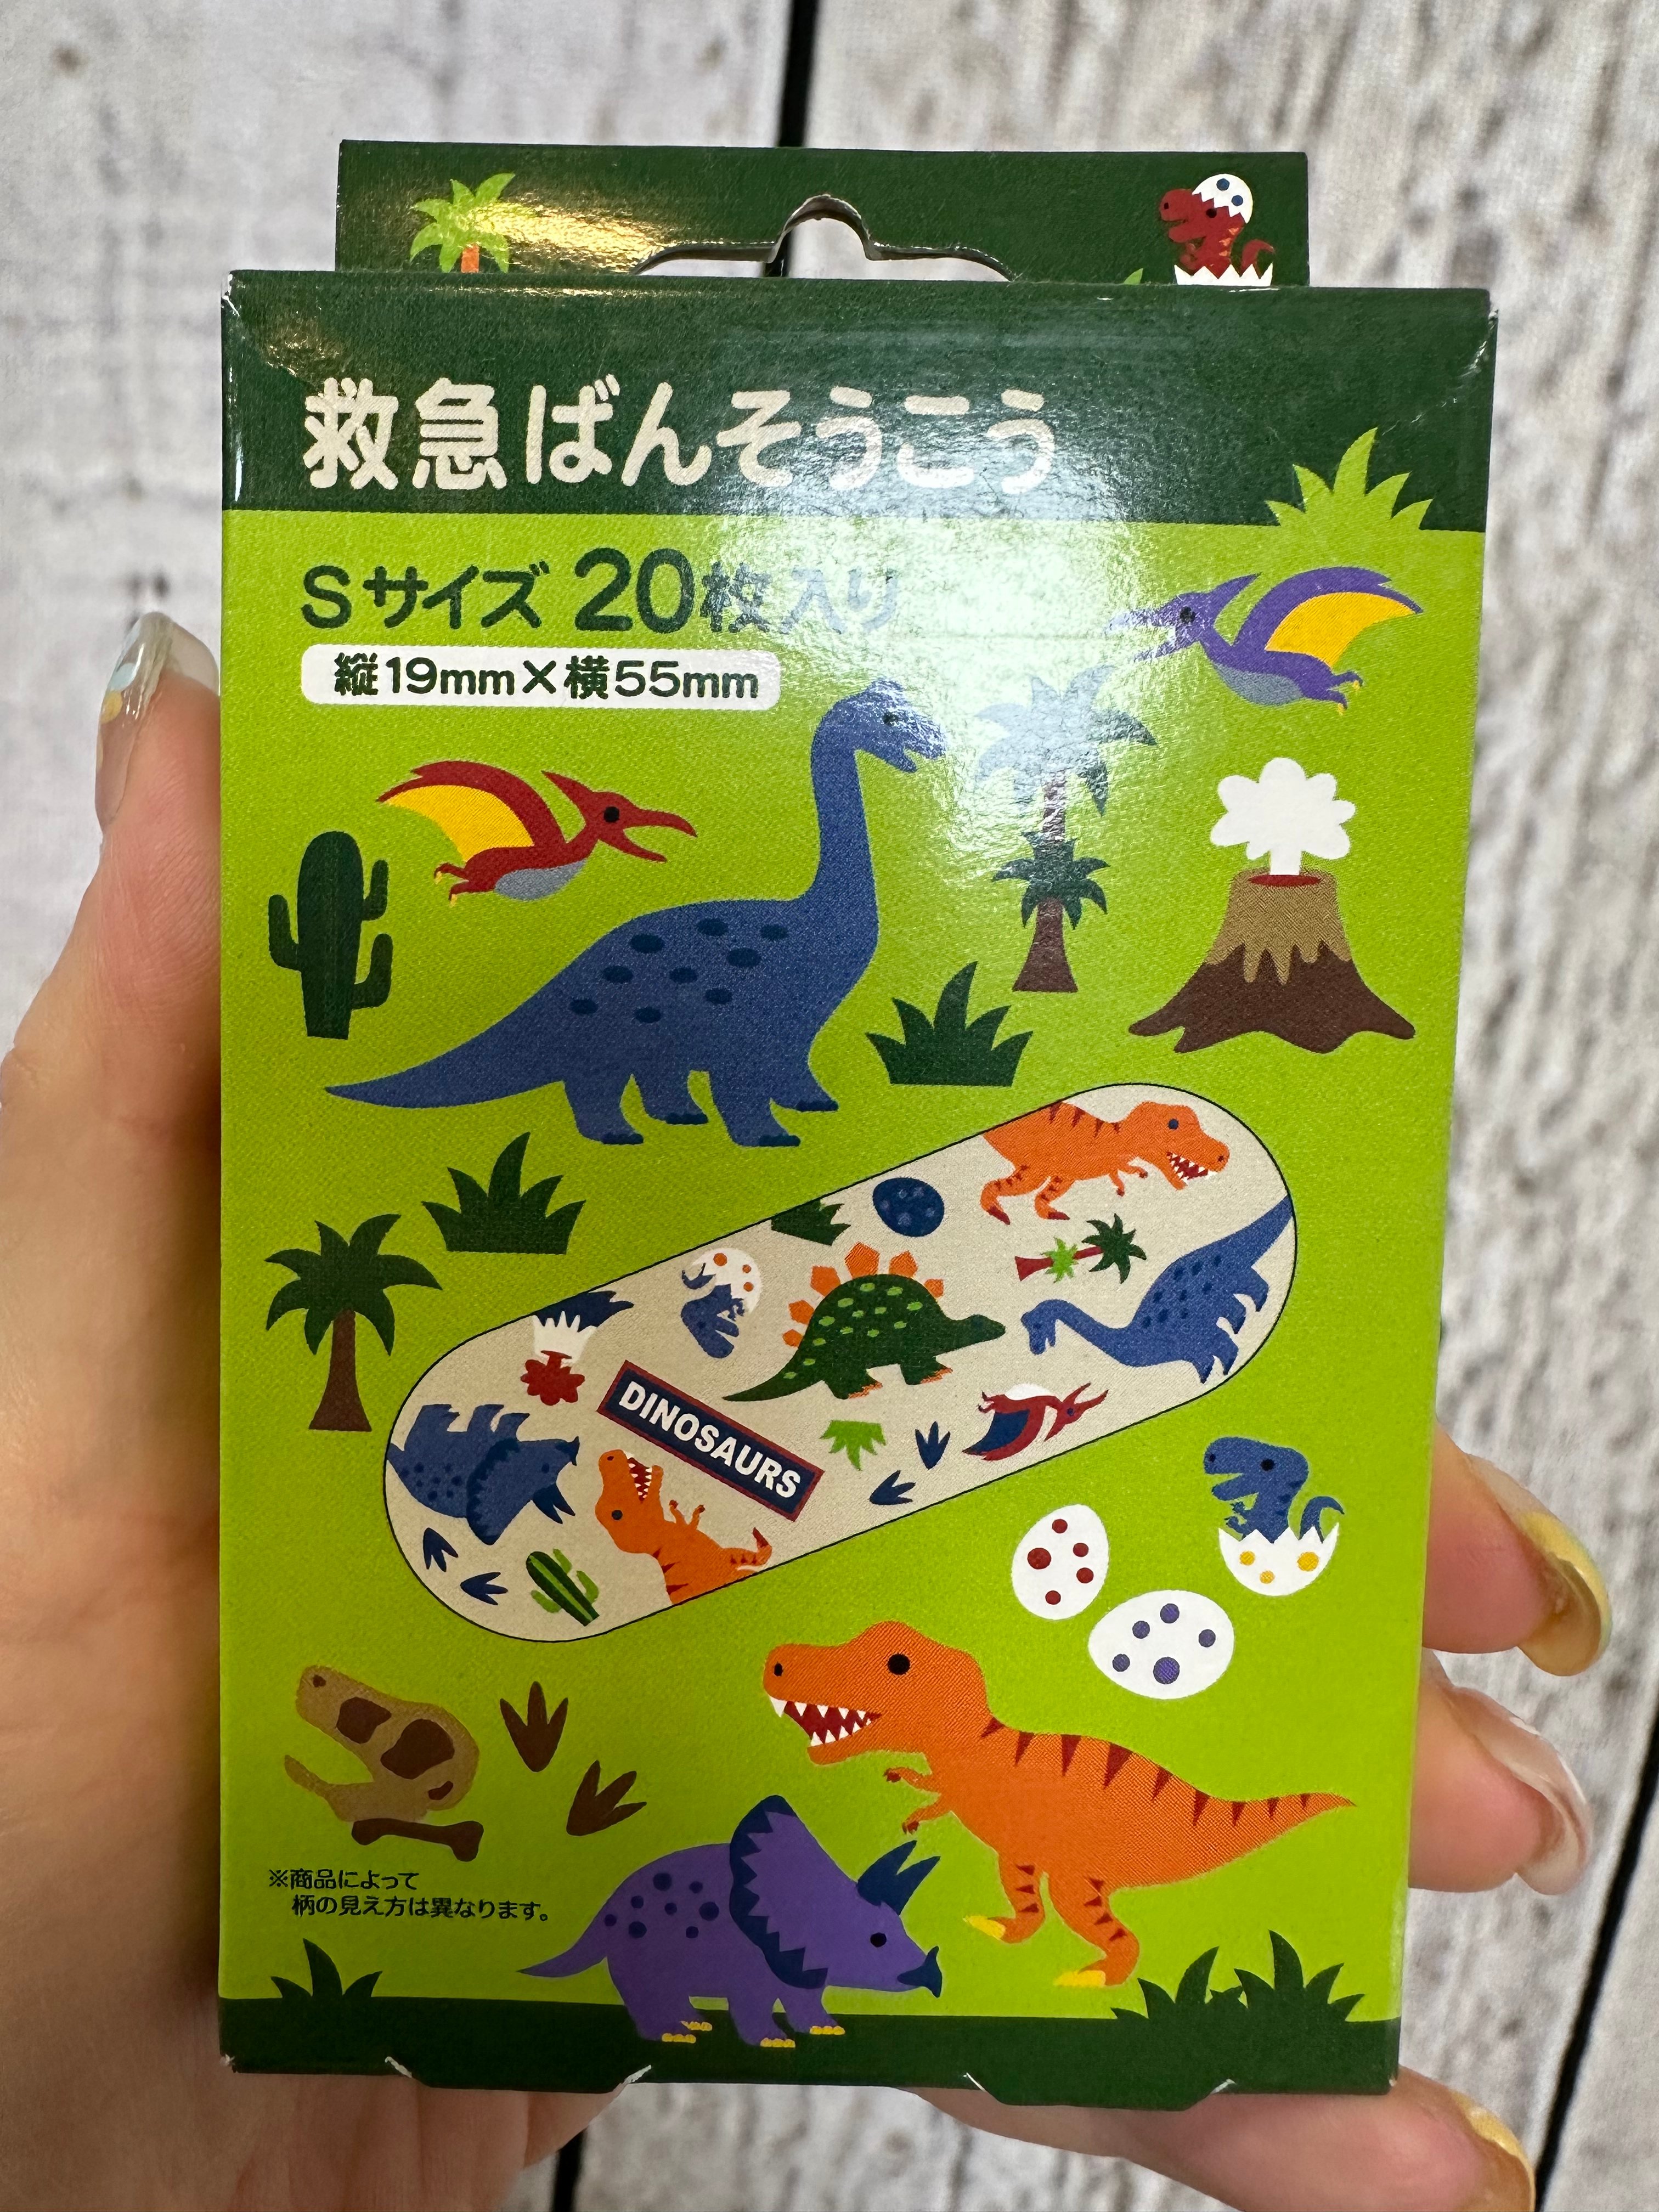 救急ばんそうこう
Sサイズ 20枚入り
縦19mm×横55mm
DINOSAURS
※商品によって
柄の見え方は異なります。